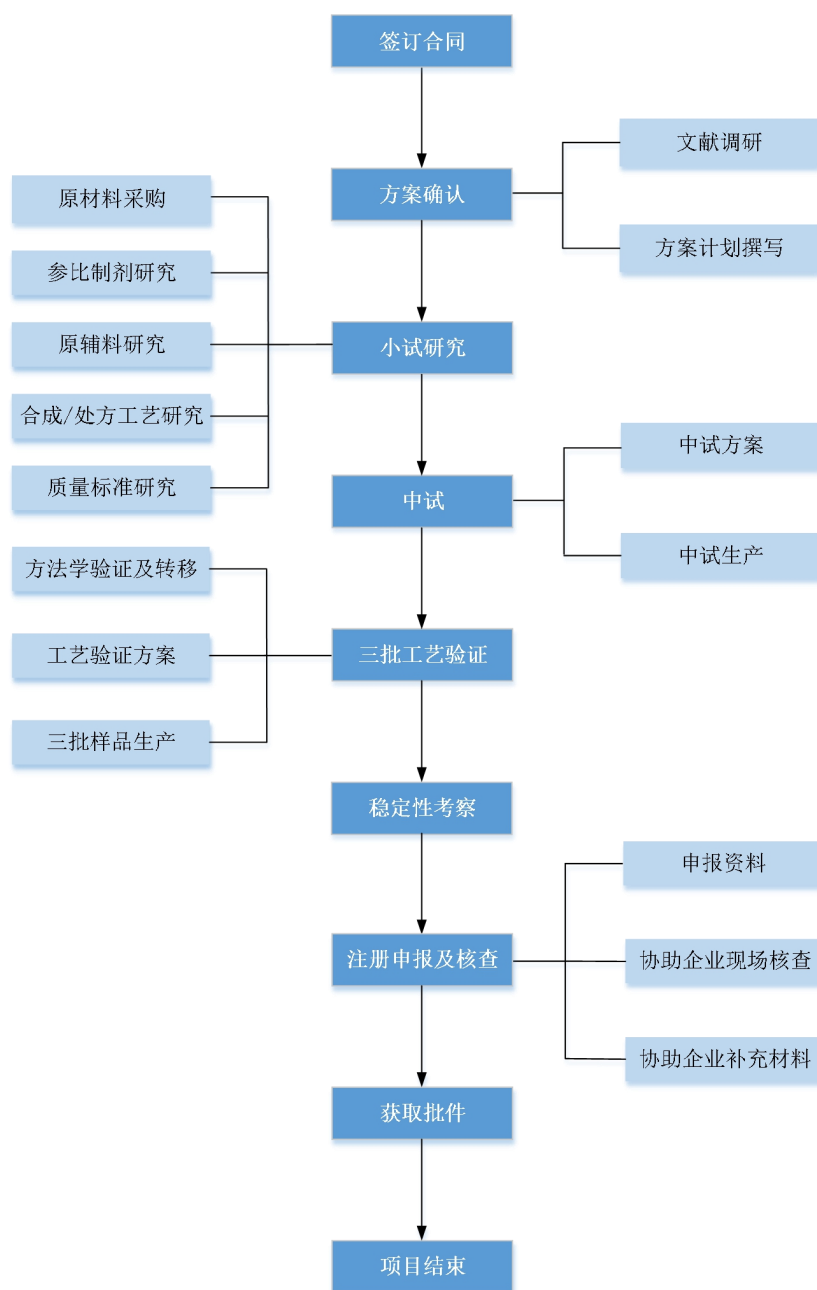 签订合同
文献调研
方案确认
原材料采购
方案计划撰写
参比制剂研究
小试研究
原辅料研究
合成/处方工艺研究
中试方案
质量标准研究
中试
中试生产
方法学验证及转移
三批工艺验证
工艺验证方案
三批样品生产
稳定性考察
申报资料
注册申报及核查
协助企业现场核查
协助企业补充材料
获取批件
项目结束